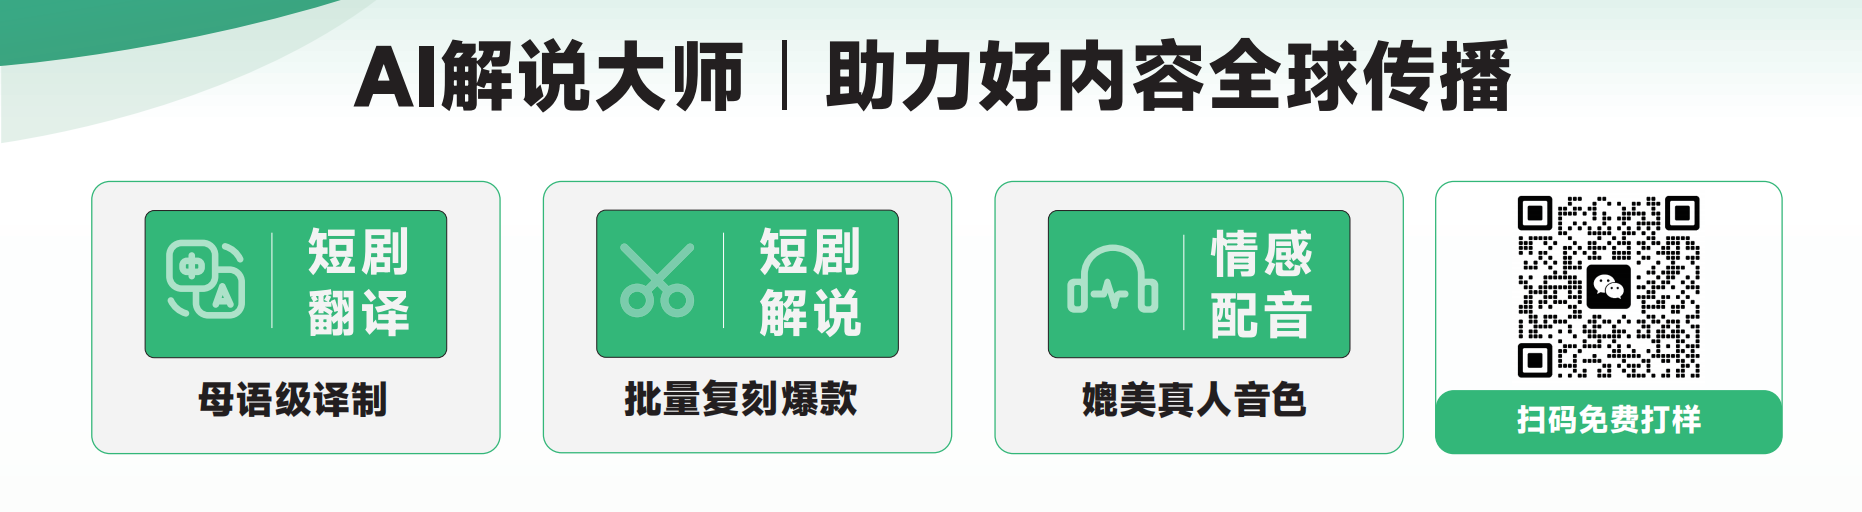 AI解说大师｜助力好内容全球传播
短剧
翻译
母语级译制
短剧
解说
批量复刻爆款
情感
配音
媲美真人音色
扫码免费打样